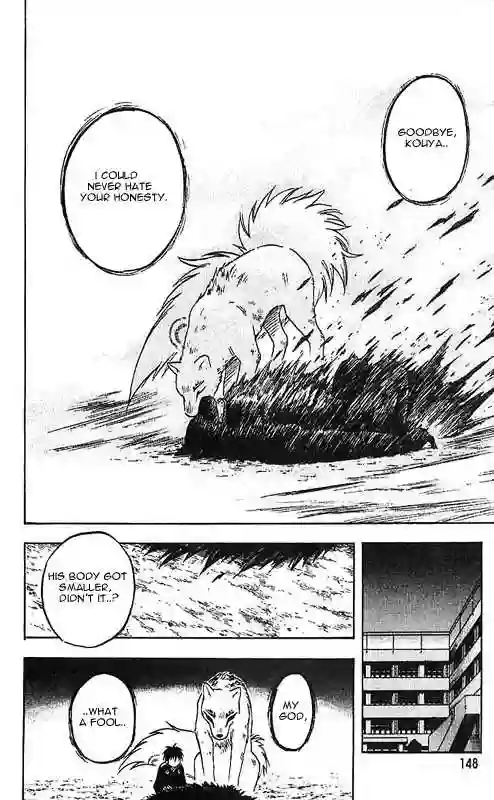 GOODBYE,
KOUYA..
I COULD
NEVER HATE
YOUR HONESTY.
HIS BODY GOT
SMALLER,
DIDN'T IT..?
MY
GOD,
..WHAT
A FOOL..
148